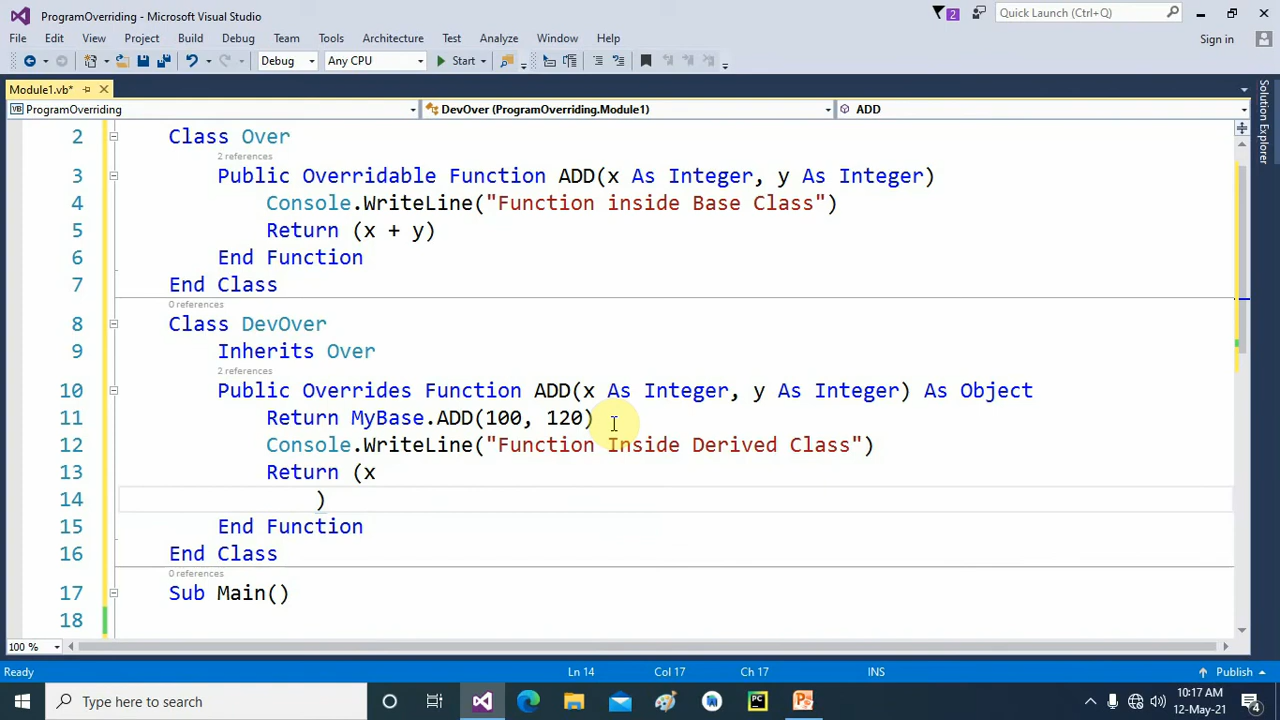 ProgramOverriding - Microsoft Visual Studio
2
Quick Launch (Ctrl+Q)
File Edit View Project Build Debug Team Tools Architecture Test Analyze Window Help
Sign in
Debug Any CPU Start
Module1.vb*
ProgramOverriding DevOver (ProgramOverriding.Module1) ADD
Solution Explorer
2 Class Over
2 references
3 Public Overridable Function ADD(x As Integer, y As Integer)
4 Console.WriteLine("Function inside Base Class")
5 Return (x + y)
6 End Function
7 End Class
0 references
8 Class DevOver
9 Inherits Over
2 references
10 Public Overrides Function ADD(x As Integer, y As Integer) As Object
11 Return MyBase.ADD(100, 120)
12 Console.WriteLine("Function Inside Derived Class")
13 Return (x
14 )
15 End Function
16 End Class
0 references
17 Sub Main()
18
100 %
Ready Ln 14 Col 17 Ch 17 INS Publish
Type here to search
10:17 AM
12-May-21
4